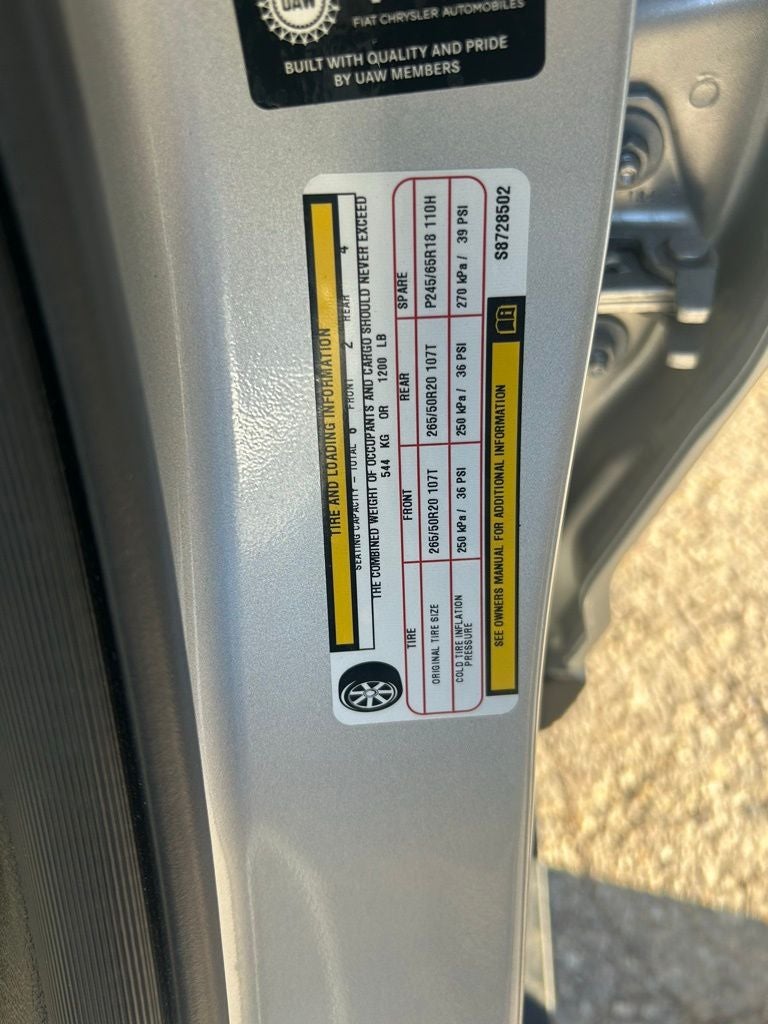 UAW
FIAT CHRYSLER AUTOMOBILES
BUILT WITH QUALITY AND PRIDE
BY UAW MEMBERS
TIRE AND LOADING INFORMATION
SEATING CAPACITY - TOTAL 6 FRONT 2 REAR 4
THE COMBINED WEIGHT OF OCCUPANTS AND CARGO SHOULD NEVER EXCEED
544 KG OR 1200 LB
TIRE FRONT REAR SPARE
ORIGINAL TIRE SIZE 265/50R20 107T 265/50R20 107T P245/65R18 110H
COLD TIRE INFLATION
PRESSURE 250 kPa / 36 PSI 250 kPa / 36 PSI 270 kPa / 39 PSI
SEE OWNERS MANUAL FOR ADDITIONAL INFORMATION
S8728502